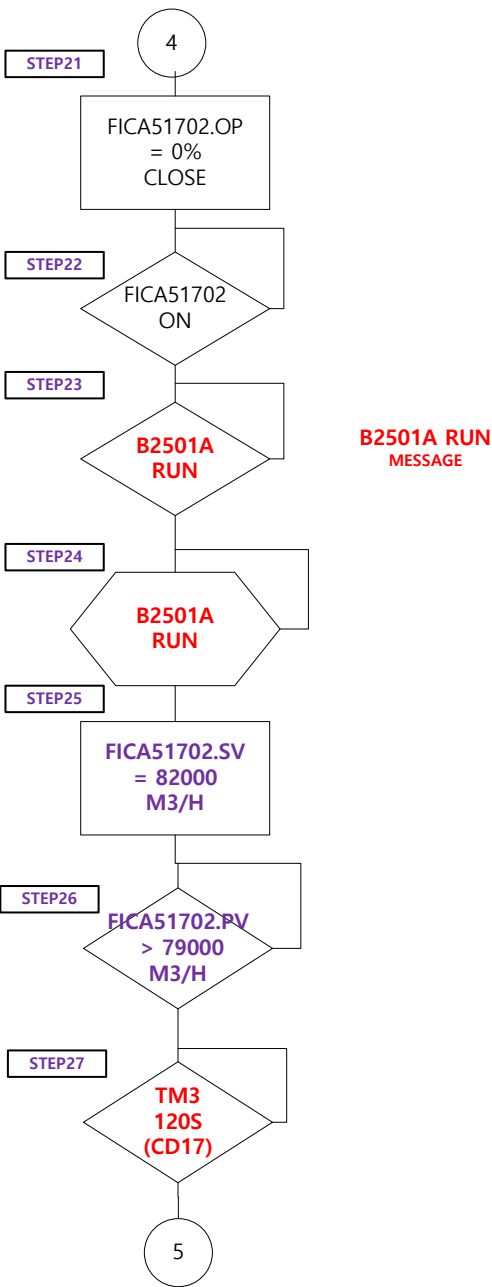 4
STEP21
FICA51702.OP
= 0%
CLOSE
STEP22
FICA51702
ON
STEP23
B2501A
RUN
B2501A RUN
MESSAGE
STEP24
B2501A
RUN
STEP25
FICA51702.SV
= 82000
M3/H
STEP26
FICA51702.PV
> 79000
M3/H
STEP27
TM3
120S
(CD17)
5